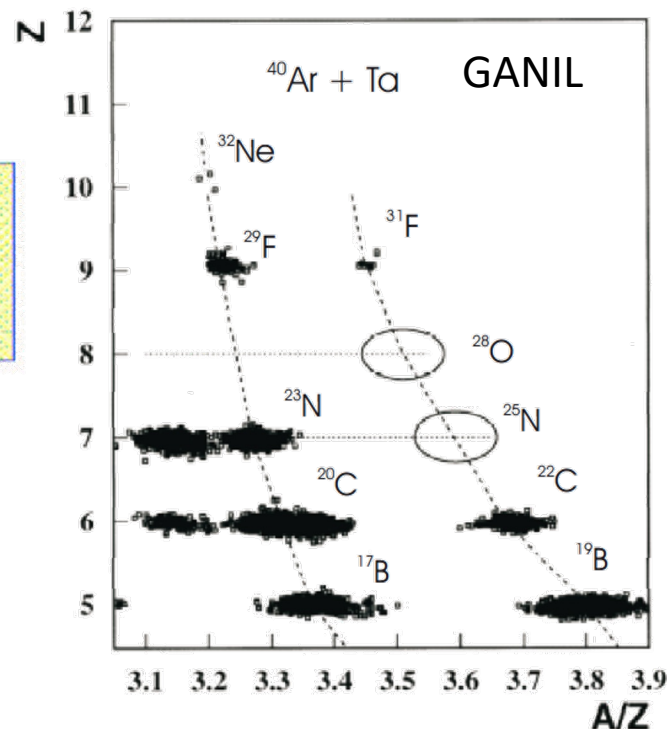 Z
12
11
10
9
8
7
6
5
⁴⁰Ar + Ta GANIL
³²Ne
²⁹F ³¹F
²⁸O
²³N ²⁵N
²⁰C ²²C
¹⁷B ¹⁹B
3.1 3.2 3.3 3.4 3.5 3.6 3.7 3.8 3.9
A/Z